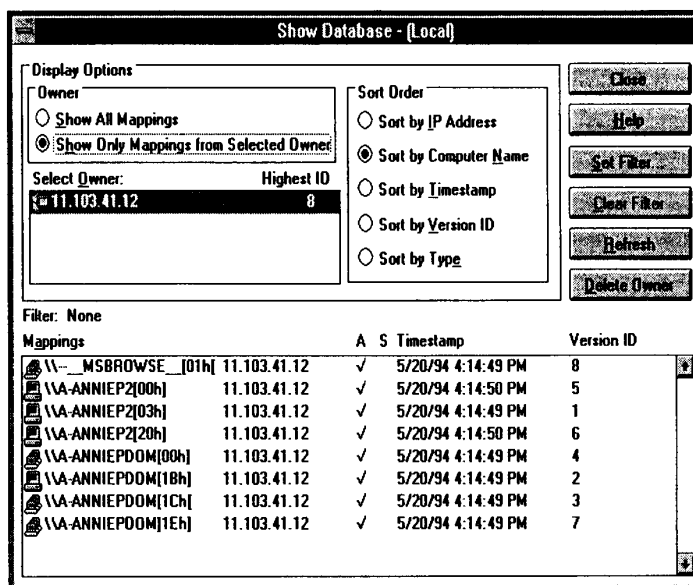 Show Database - (Local)
Display Options
Owner
Show All Mappings
Show Only Mappings from Selected Owner
Select Owner: Highest ID
11.103.41.12 8
Sort Order
Sort by IP Address
Sort by Computer Name
Sort by Timestamp
Sort by Version ID
Sort by Type
Close
Help
Set Filter...
Clear Filter
Refresh
Delete Owner
Filter: None
Mappings A S Timestamp Version ID
\\--__MSBROWSE__[01h[ 11.103.41.12 √ 5/20/94 4:14:49 PM 8
\\A-ANNIEP2[00h] 11.103.41.12 √ 5/20/94 4:14:50 PM 5
\\A-ANNIEP2[03h] 11.103.41.12 √ 5/20/94 4:14:49 PM 1
\\A-ANNIEP2[20h] 11.103.41.12 √ 5/20/94 4:14:50 PM 6
\\A-ANNIEPDOM[00h] 11.103.41.12 √ 5/20/94 4:14:49 PM 4
\\A-ANNIEPDOM[1Bh] 11.103.41.12 √ 5/20/94 4:14:49 PM 2
\\A-ANNIEPDOM]1Ch[ 11.103.41.12 √ 5/20/94 4:14:49 PM 3
\\A-ANNIEPDOM]1Eh] 11.103.41.12 √ 5/20/94 4:14:49 PM 7